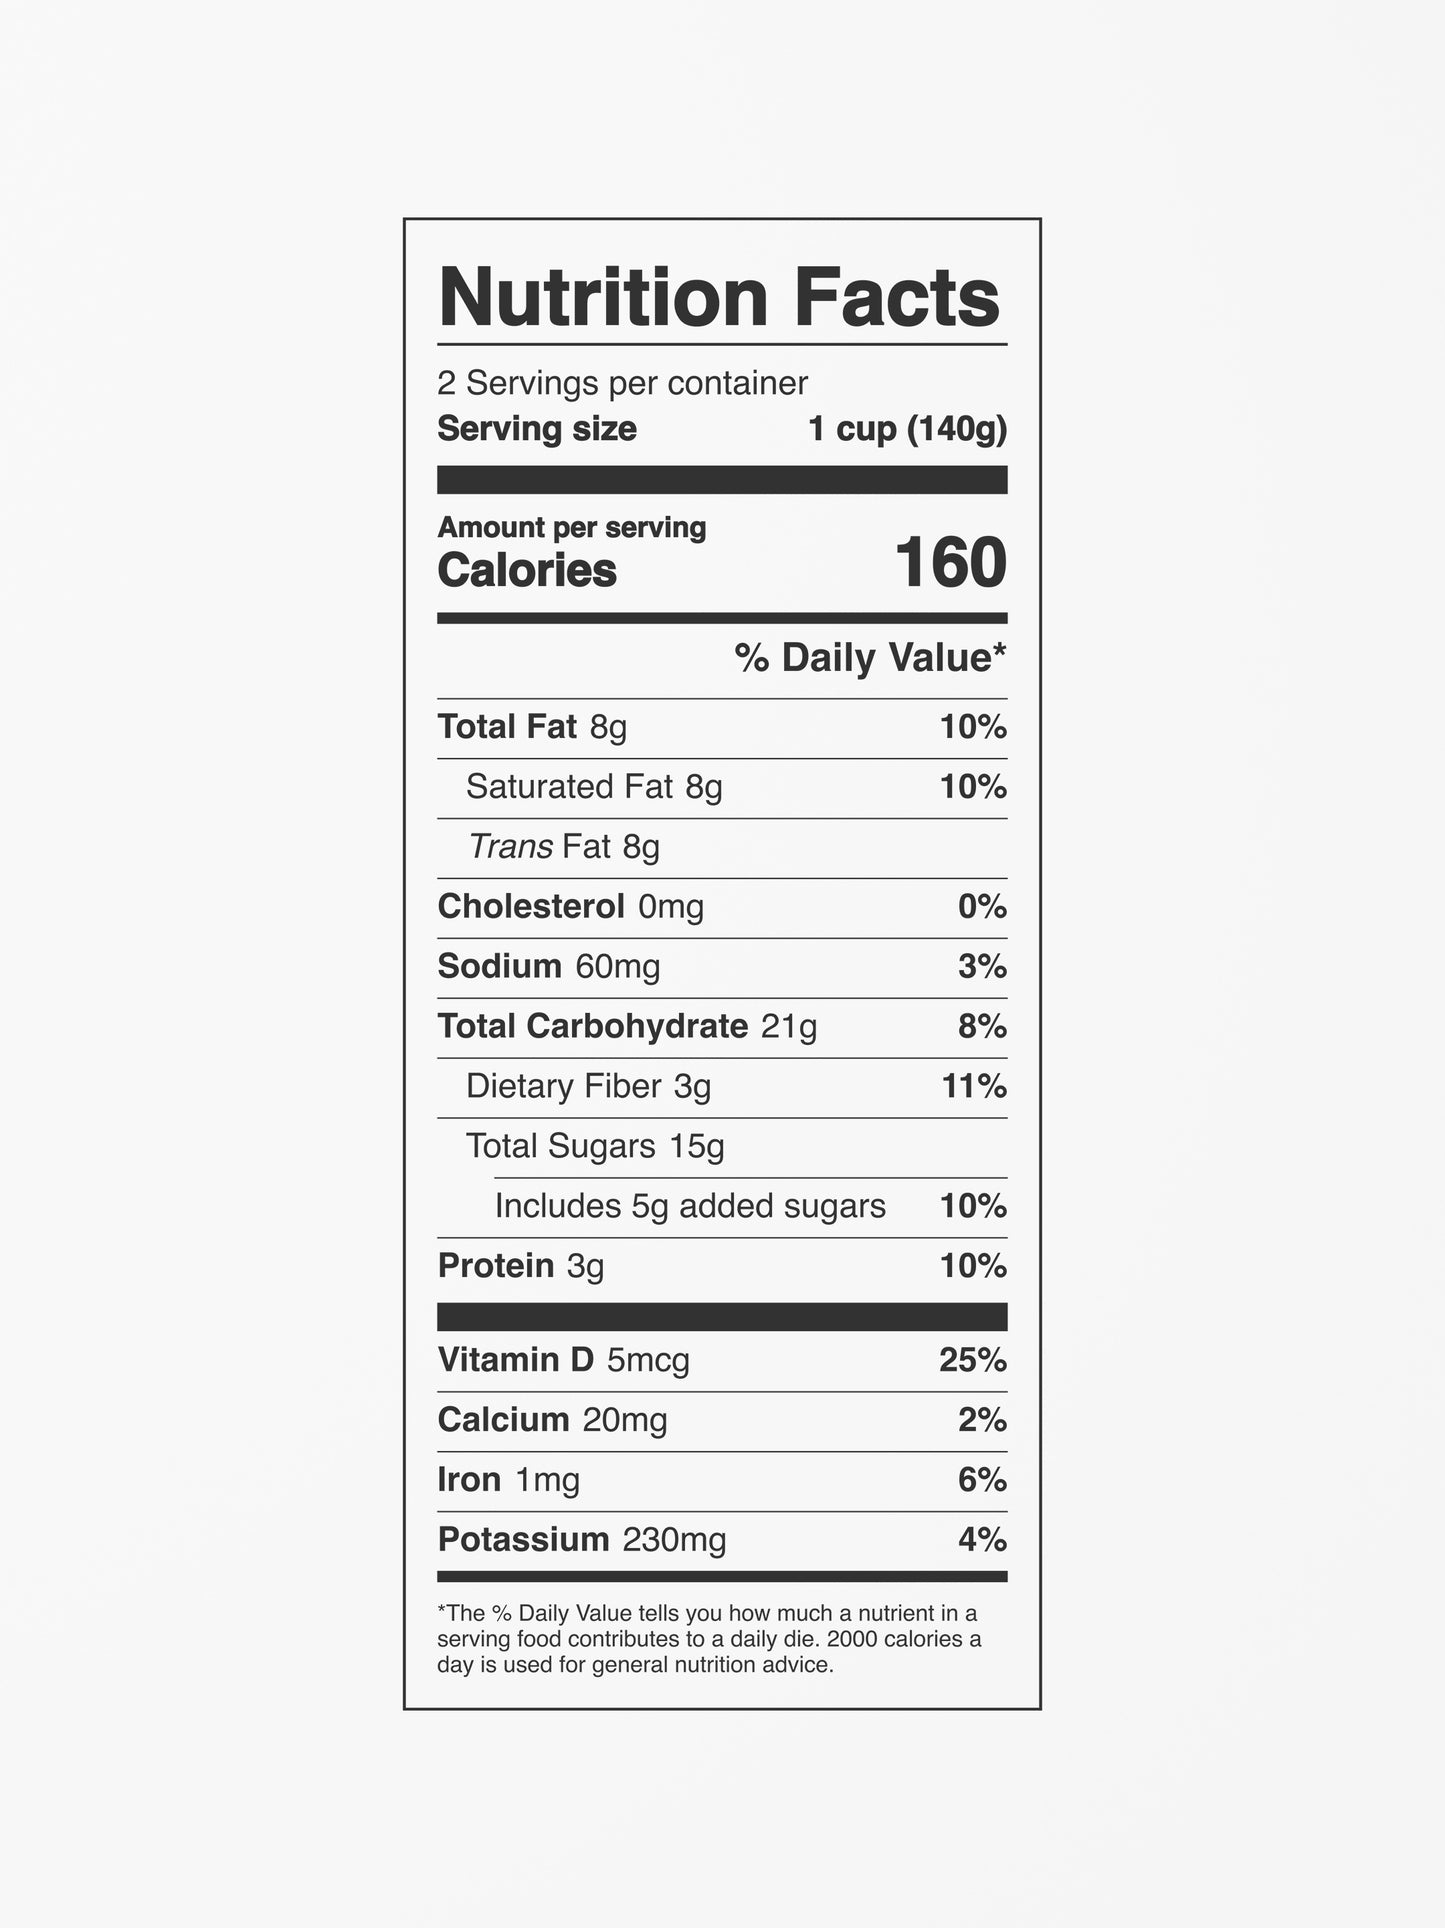 Nutrition Facts
2 Servings per container
Serving size 1 cup (140g)
Amount per serving
Calories 160
% Daily Value*
Total Fat 8g 10%
Saturated Fat 8g 10%
Trans Fat 8g
Cholesterol 0mg 0%
Sodium 60mg 3%
Total Carbohydrate 21g 8%
Dietary Fiber 3g 11%
Total Sugars 15g
Includes 5g added sugars 10%
Protein 3g 10%
Vitamin D 5mcg 25%
Calcium 20mg 2%
Iron 1mg 6%
Potassium 230mg 4%
*The % Daily Value tells you how much a nutrient in a
serving food contributes to a daily die. 2000 calories a
day is used for general nutrition advice.